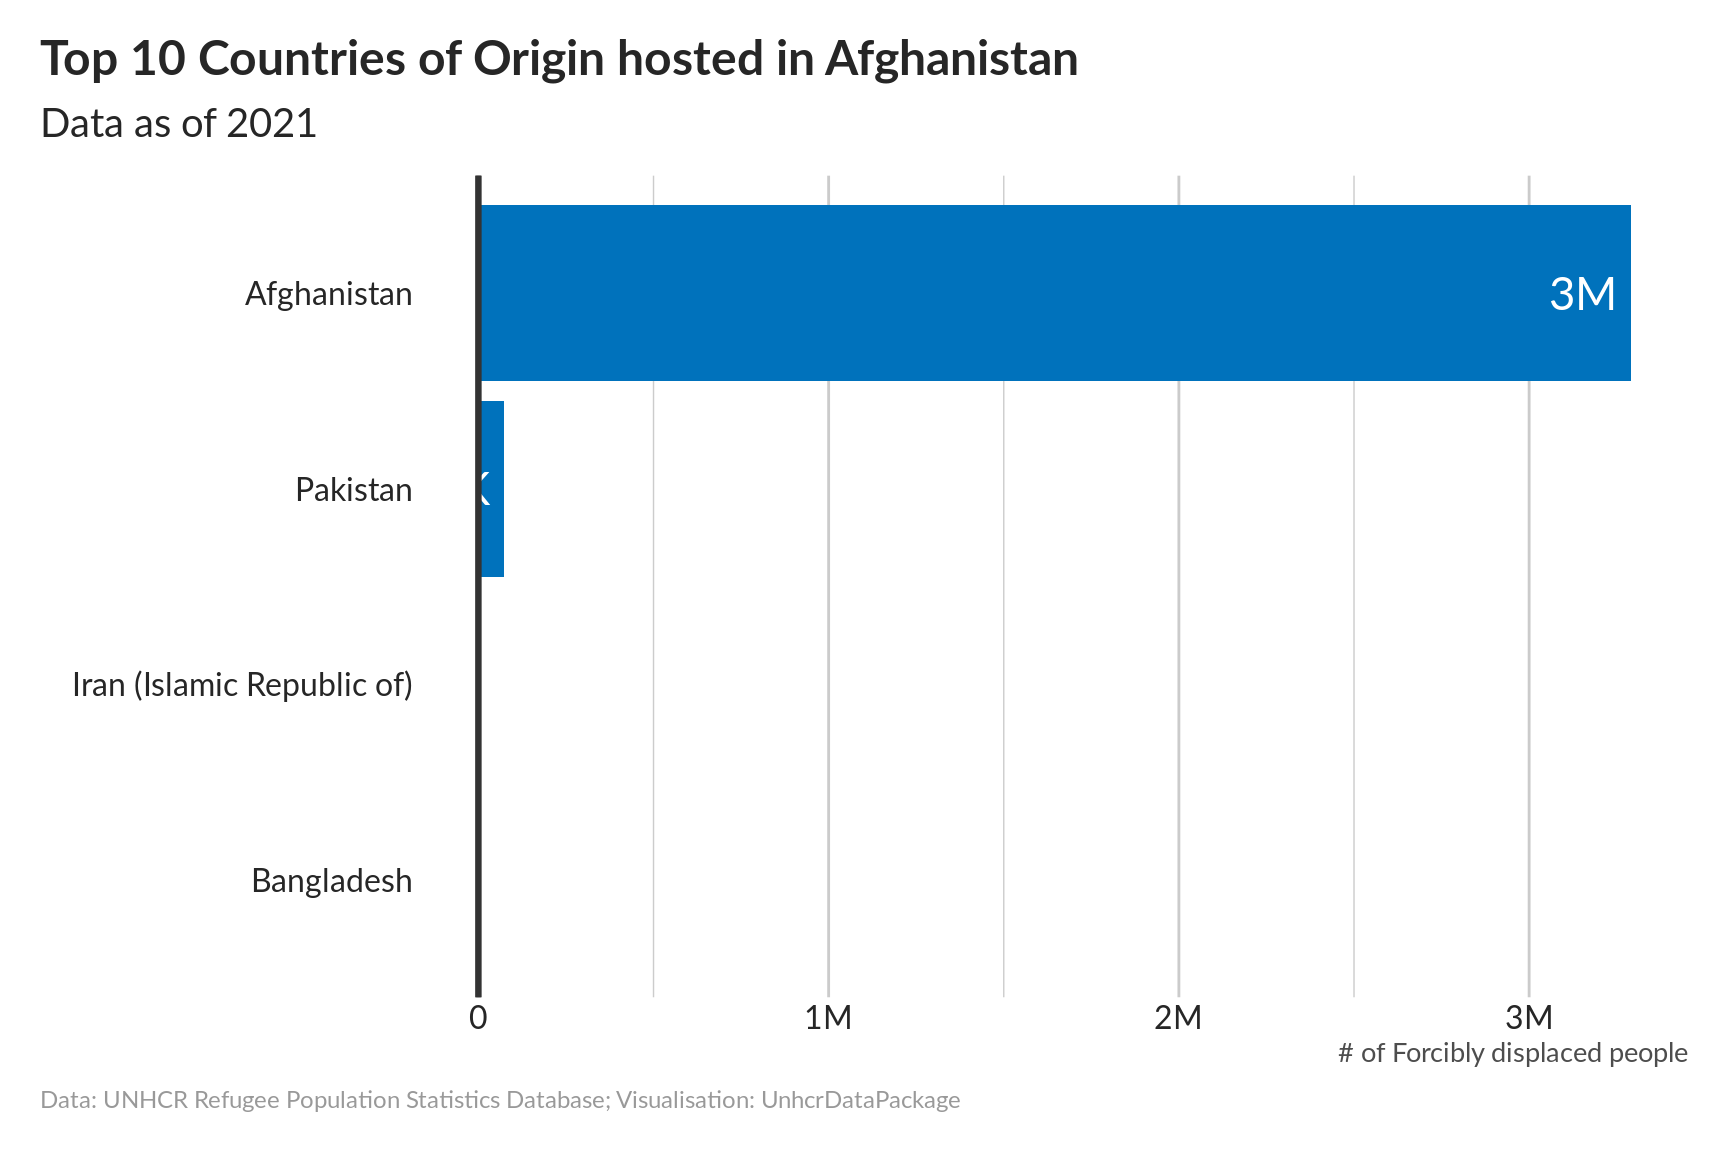 Top 10 Countries of Origin hosted in Afghanistan
Data as of 2021
Afghanistan
3M
Pakistan
K
Iran (Islamic Republic of)
Bangladesh
0 1M 2M 3M
# of Forcibly displaced people
Data: UNHCR Refugee Population Statistics Database; Visualisation: UnhcrDataPackage